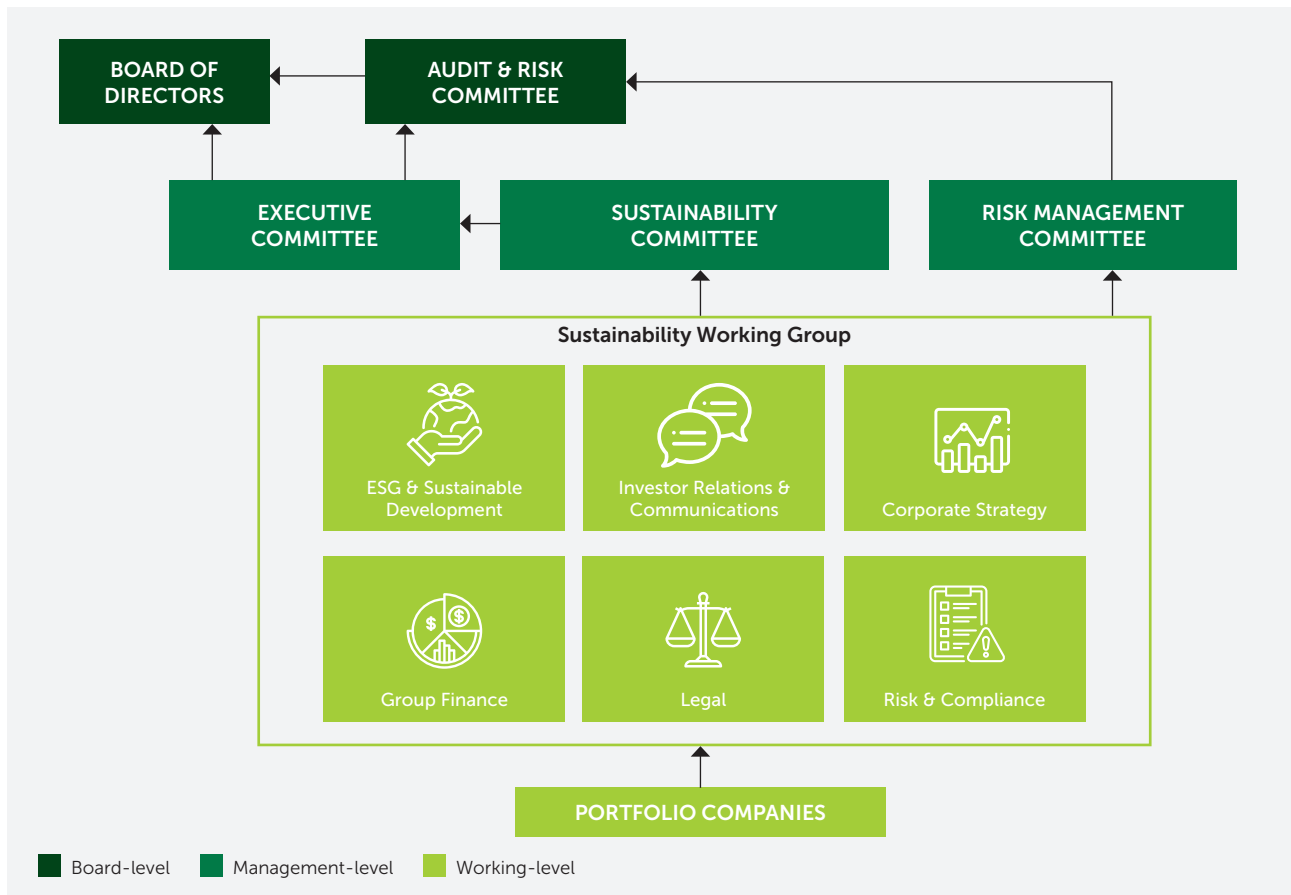 BOARD OF
DIRECTORS
AUDIT & RISK
COMMITTEE
EXECUTIVE
COMMITTEE
SUSTAINABILITY
COMMITTEE
RISK MANAGEMENT
COMMITTEE
Sustainability Working Group
ESG & Sustainable
Development
Investor Relations &
Communications
Corporate Strategy
$ $
Group Finance
Legal
!
Risk & Compliance
PORTFOLIO COMPANIES
Board-level
Management-level
Working-level